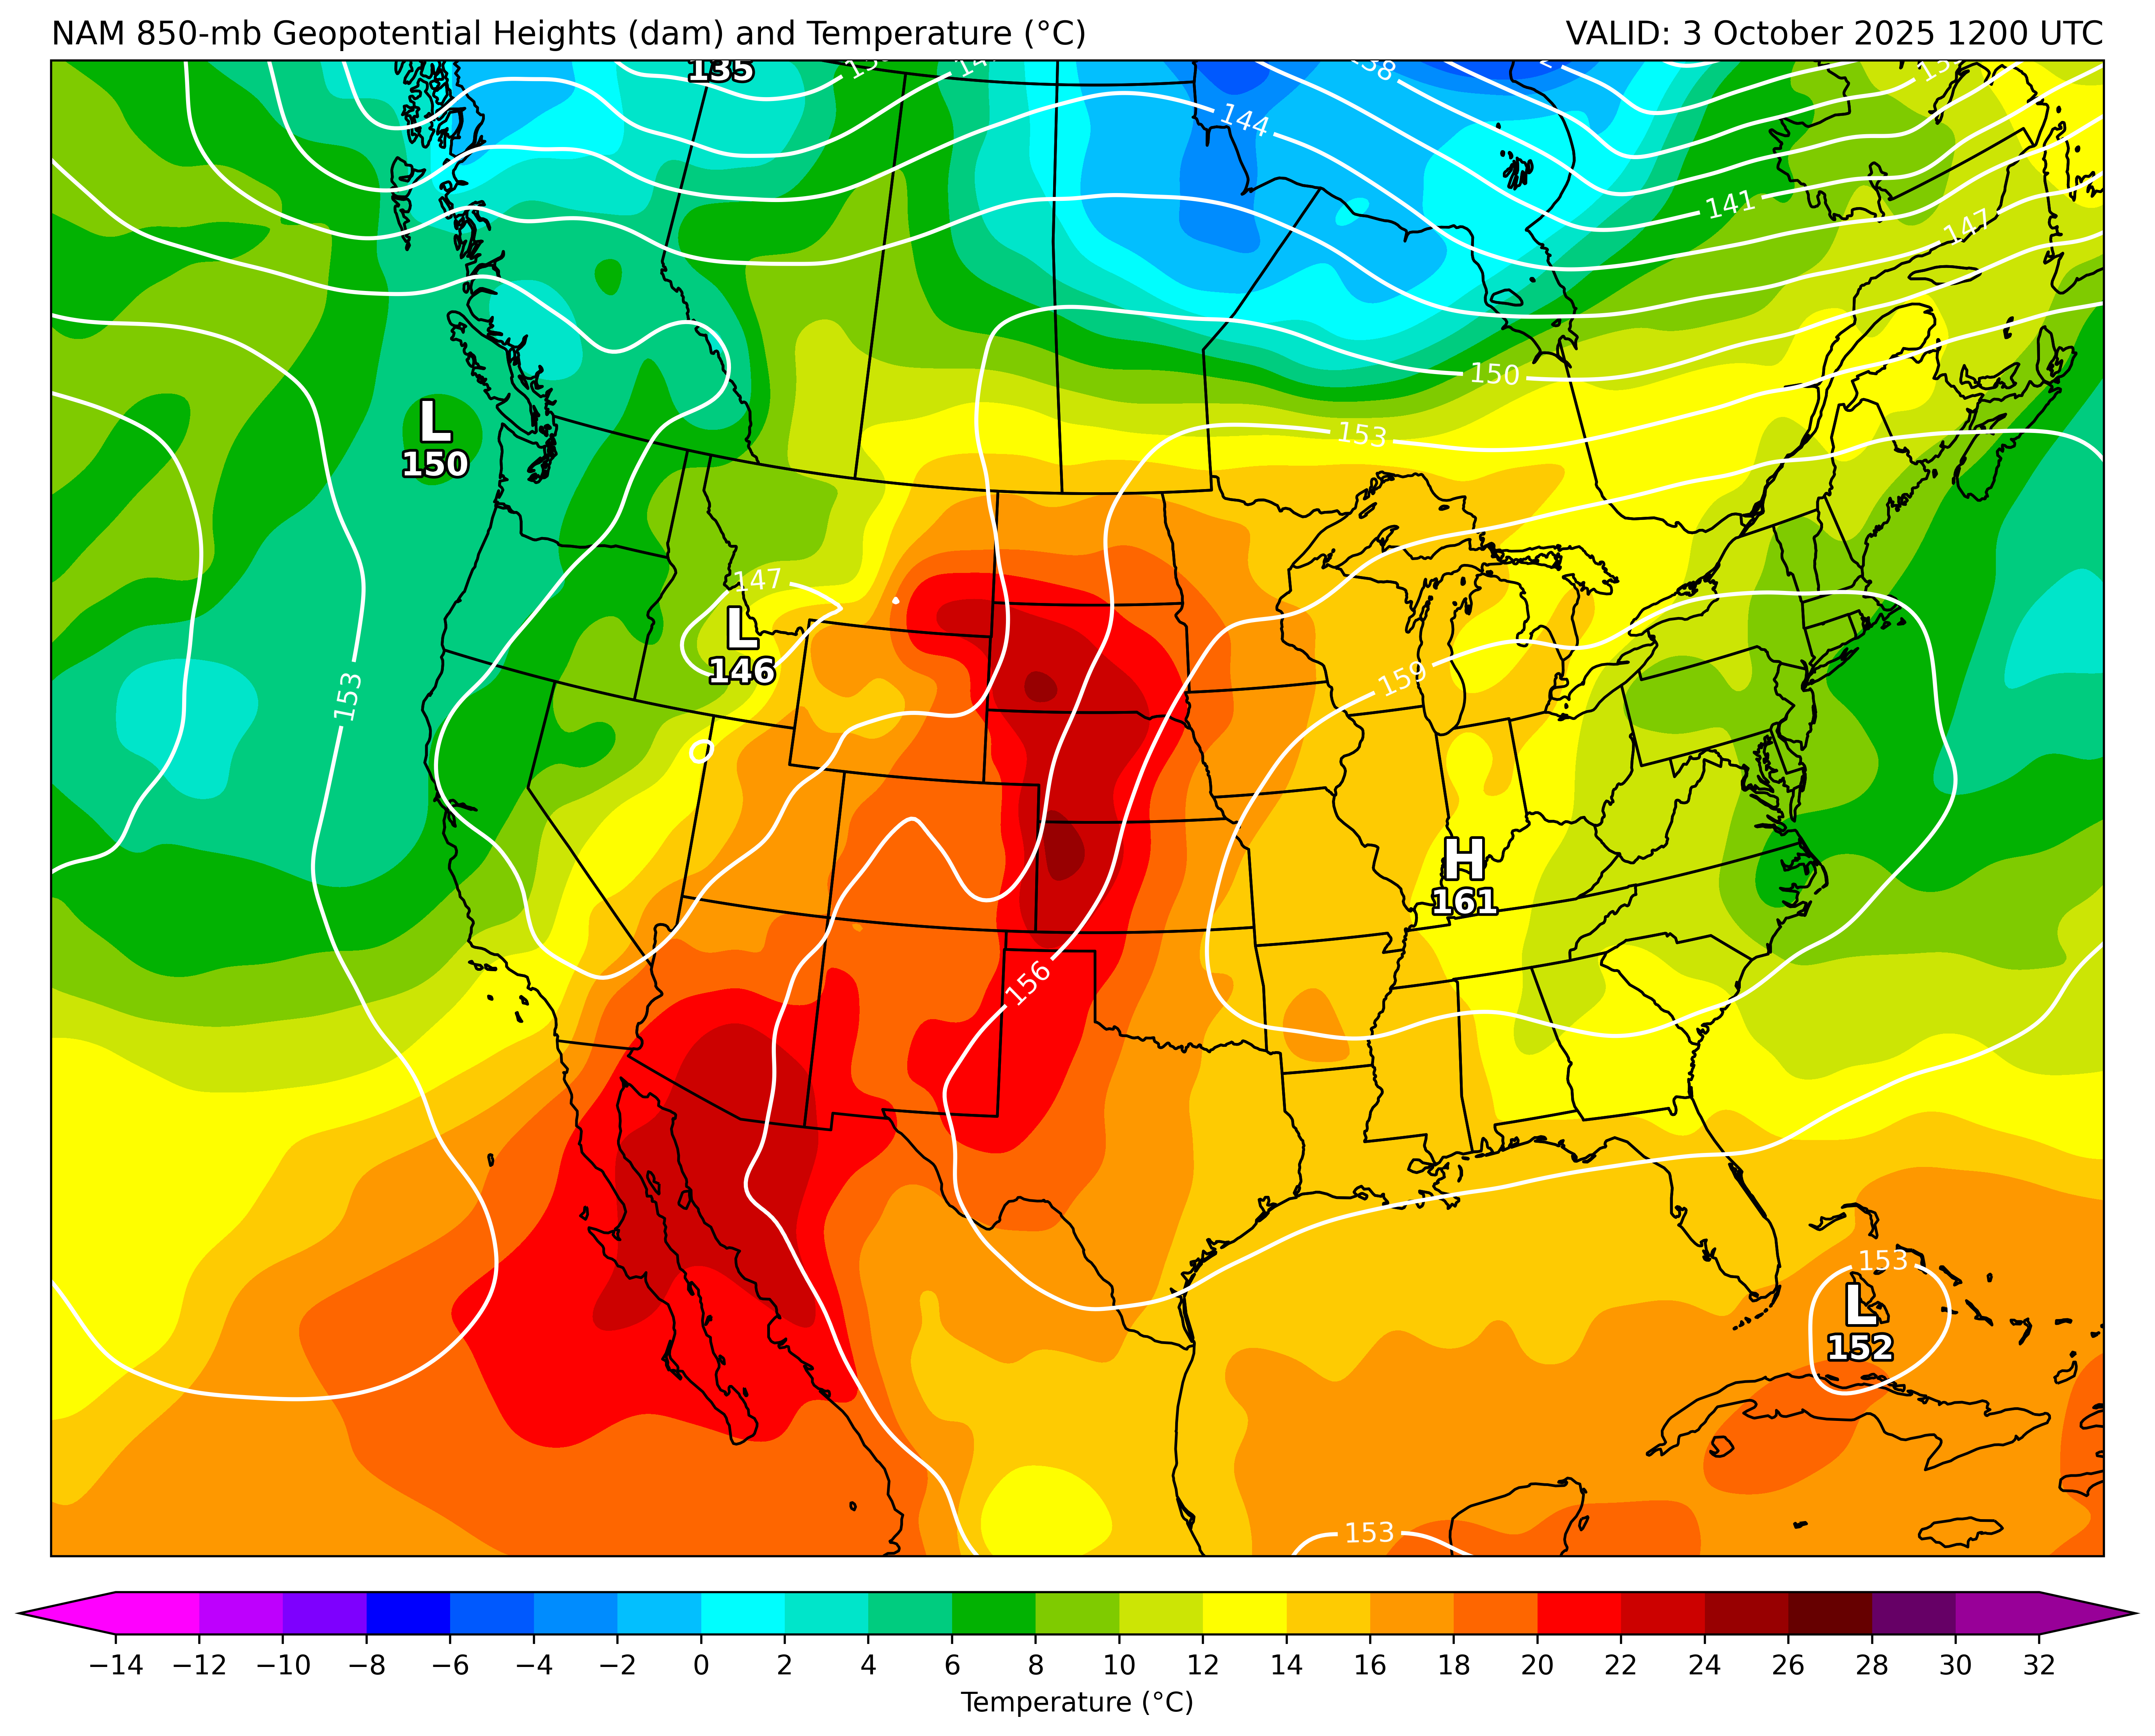 NAM 850-mb Geopotential Heights (dam) and Temperature (°C)
VALID: 3 October 2025 1200 UTC
135
144
141
147
150
153
L
150
147
L
146
153
159
H
161
156
153
L
152
153
−14 −12 −10 −8 −6 −4 −2 0 2 4 6 8 10 12 14 16 18 20 22 24 26 28 30 32
Temperature (°C)